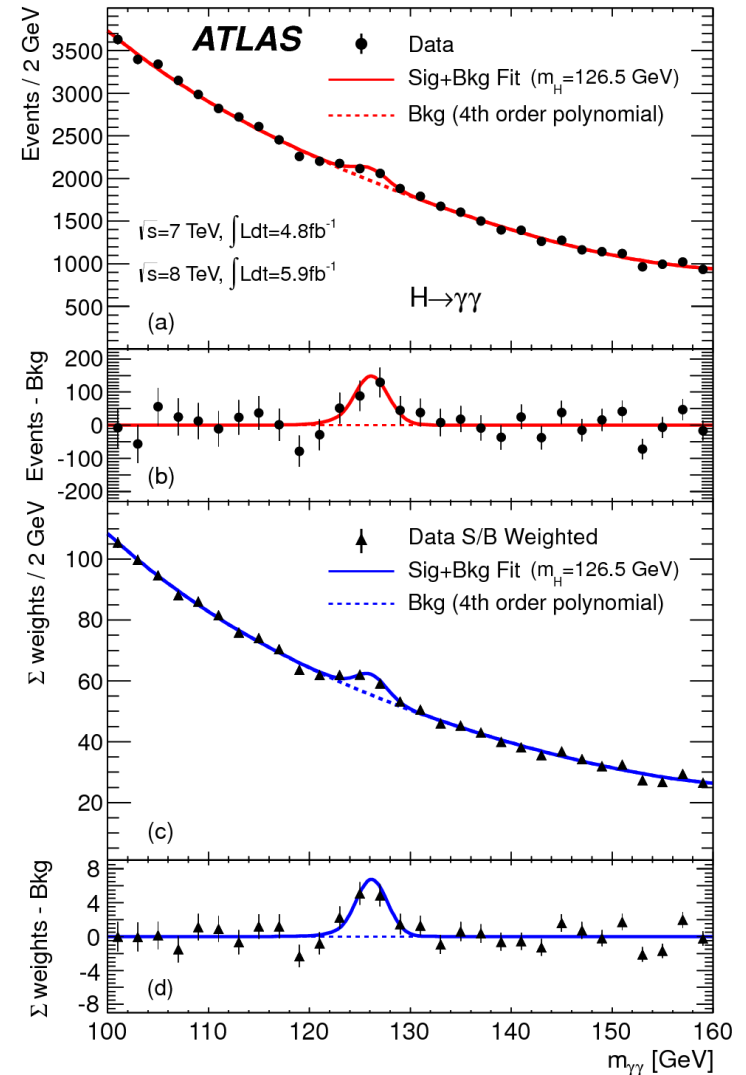 ATLAS
Data
Sig+Bkg Fit (m_H=126.5 GeV)
Bkg (4th order polynomial)
Events / 2 GeV
3500
3000
2500
2000
1500
1000
500
√s=7 TeV, ∫Ldt=4.8fb⁻¹
√s=8 TeV, ∫Ldt=5.9fb⁻¹
H→γγ
(a)
Events - Bkg
200
100
0
-100
-200
(b)
Σ weights / 2 GeV
100
80
60
40
20
Data S/B Weighted
Sig+Bkg Fit (m_H=126.5 GeV)
Bkg (4th order polynomial)
(c)
Σ weights - Bkg
8
4
0
-4
-8
(d)
100 110 120 130 140 150 160
m_γγ [GeV]